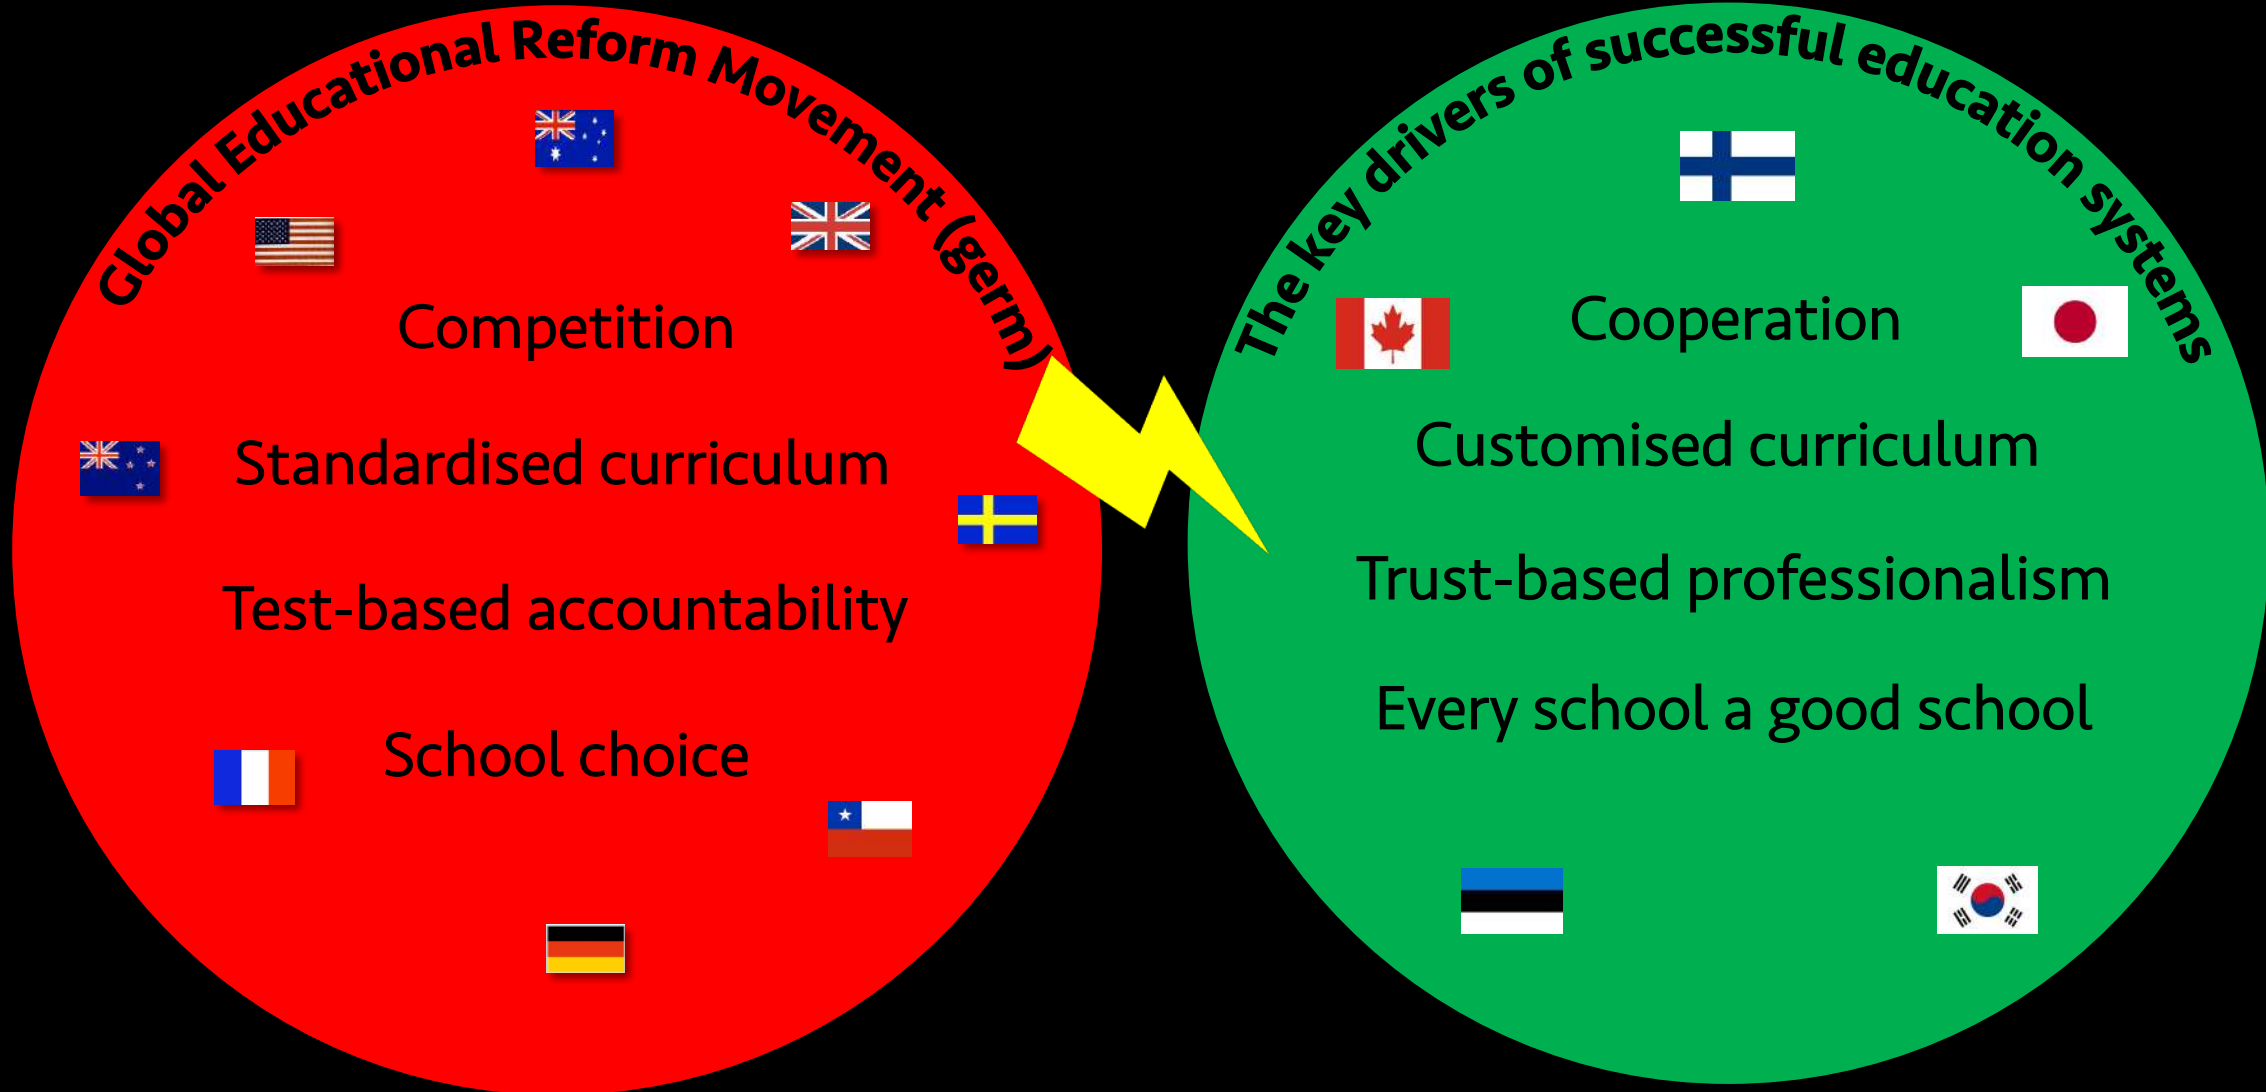 Global Educational Reform Movement (germ)
Competition
Standardised curriculum
Test-based accountability
School choice
The key drivers of successful education systems
Cooperation
Customised curriculum
Trust-based professionalism
Every school a good school